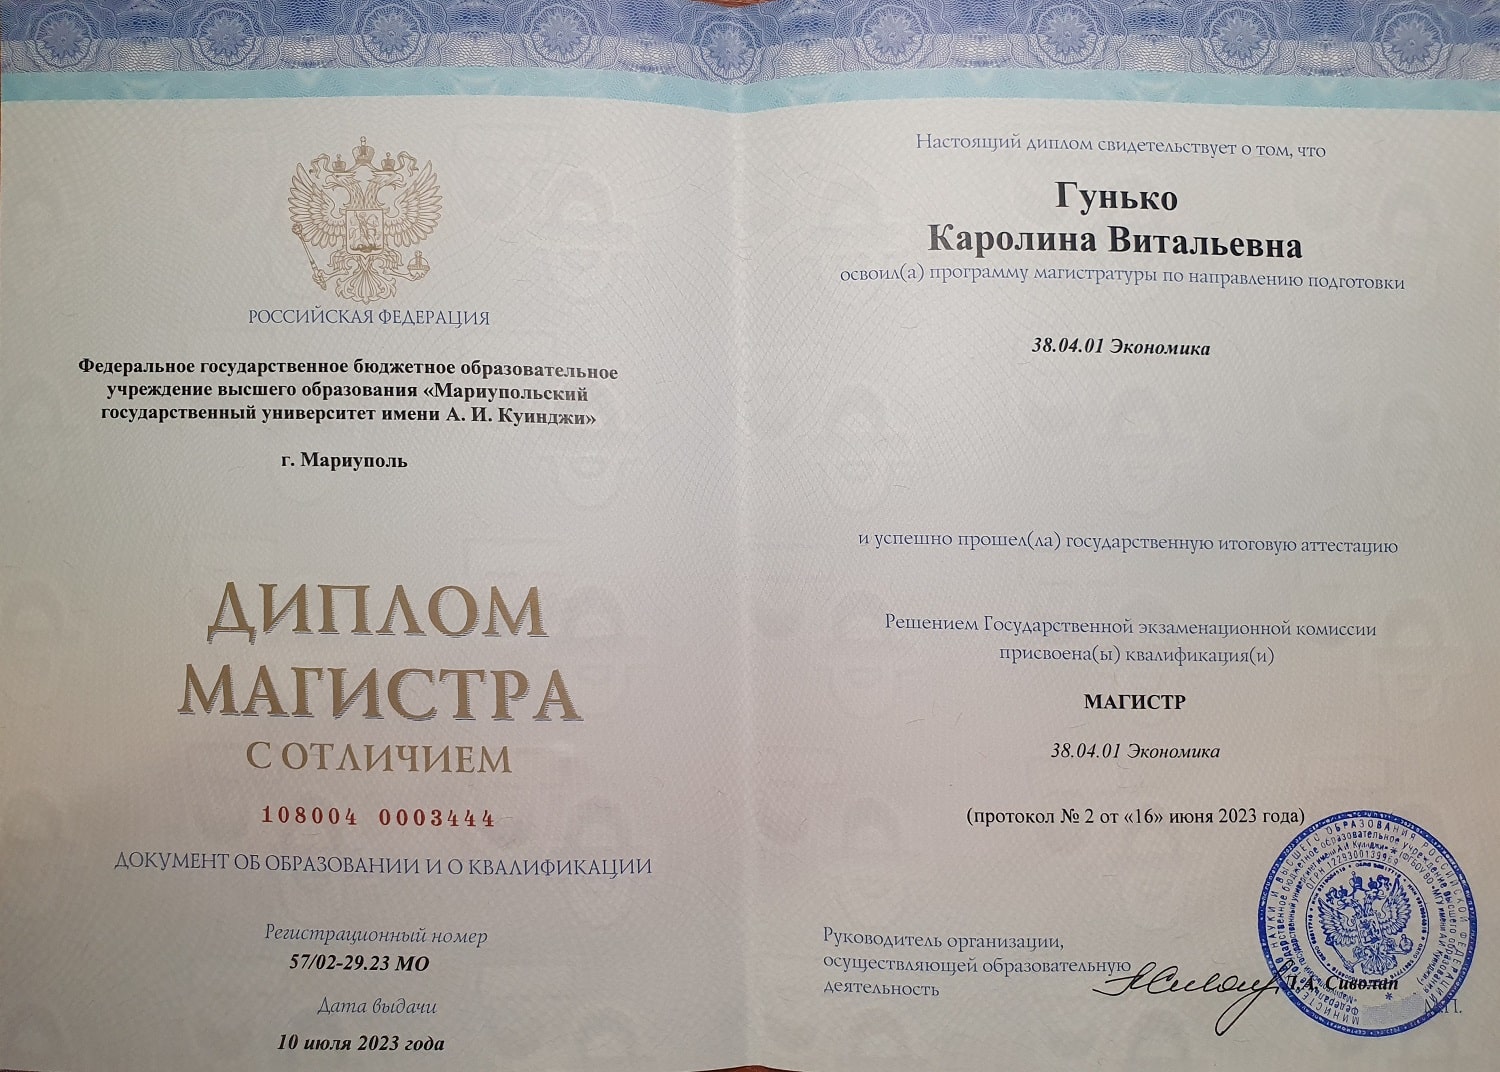 РОССИЙСКАЯ ФЕДЕРАЦИЯ
Федеральное государственное бюджетное образовательное
учреждение высшего образования «Мариупольский
государственный университет имени А. И. Куинджи»
г. Мариуполь
ДИПЛОМ
МАГИСТРА
С ОТЛИЧИЕМ
108004 0003444
ДОКУМЕНТ ОБ ОБРАЗОВАНИИ И О КВАЛИФИКАЦИИ
Регистрационный номер
57/02-29.23 МО
Дата выдачи
10 июля 2023 года
Настоящий диплом свидетельствует о том, что
Гунько
Каролина Витальевна
освоил(а) программу магистратуры по направлению подготовки
38.04.01 Экономика
и успешно прошел(ла) государственную итоговую аттестацию
Решением Государственной экзаменационной комиссии
присвоена(ы) квалификация(и)
МАГИСТР
38.04.01 Экономика
(протокол № 2 от «16» июня 2023 года)
Руководитель организации,
осуществляющей образовательную
деятельность
Л.А. Сиволап
М.П.